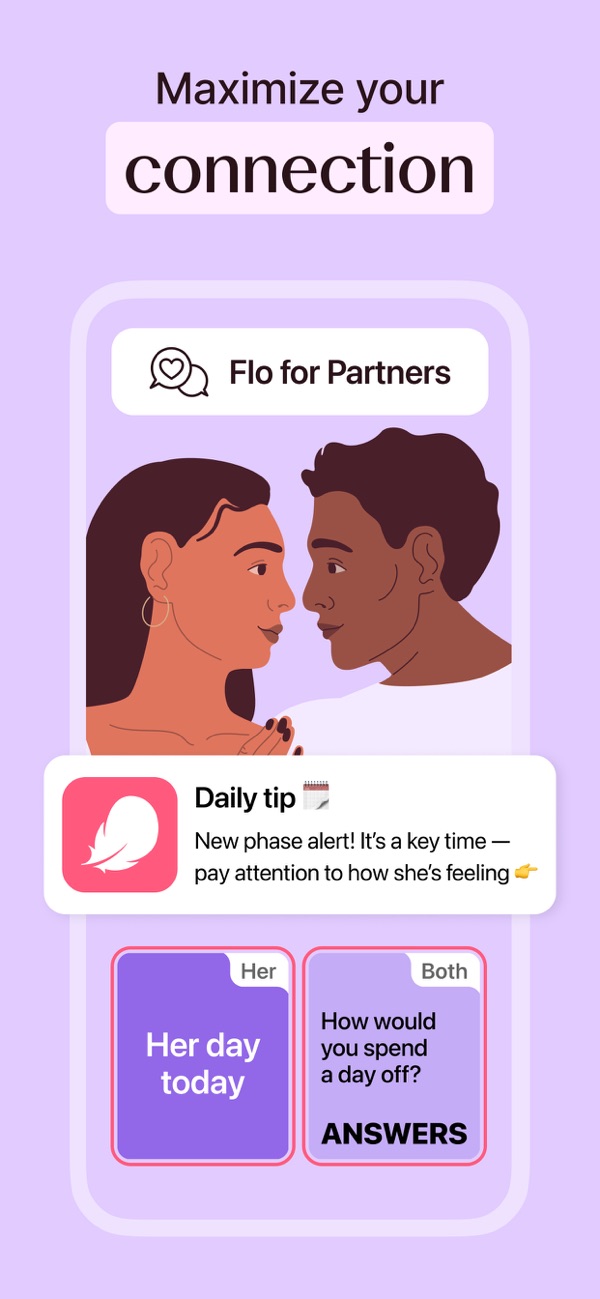 Maximize your
connection
Flo for Partners
Daily tip 🗓️
New phase alert! It's a key time —
pay attention to how she's feeling 👉
Her
Her day
today
Both
How would
you spend
a day off?
ANSWERS